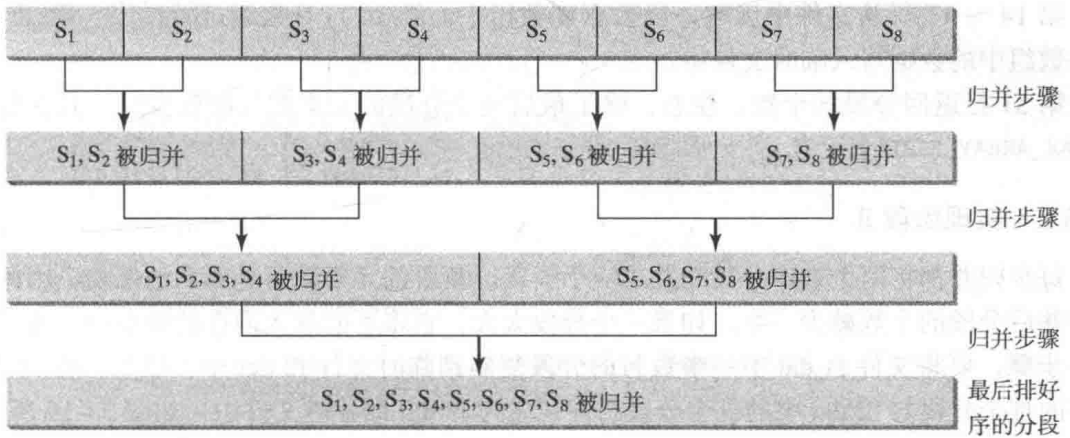 S₁ S₂ S₃ S₄ S₅ S₆ S₇ S₈
归并步骤
S₁, S₂ 被归并 S₃, S₄ 被归并 S₅, S₆ 被归并 S₇, S₈ 被归并
归并步骤
S₁, S₂, S₃, S₄ 被归并 S₅, S₆, S₇, S₈ 被归并
归并步骤
S₁, S₂, S₃, S₄, S₅, S₆, S₇, S₈ 被归并
最后排好
序的分段